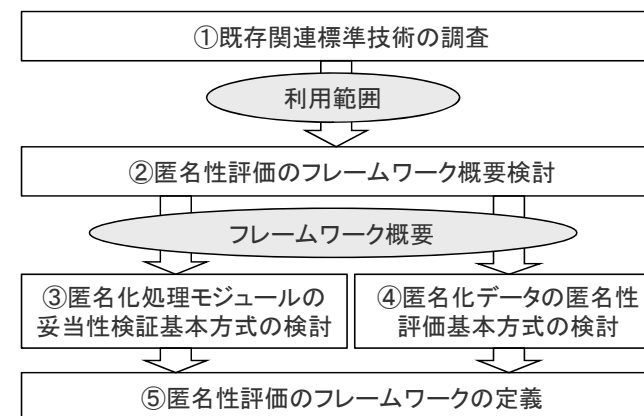 ①既存関連標準技術の調査
利用範囲
②匿名性評価のフレームワーク概要検討
フレームワーク概要
③匿名化処理モジュールの
妥当性検証基本方式の検討
④匿名化データの匿名性
評価基本方式の検討
⑤匿名性評価のフレームワークの定義